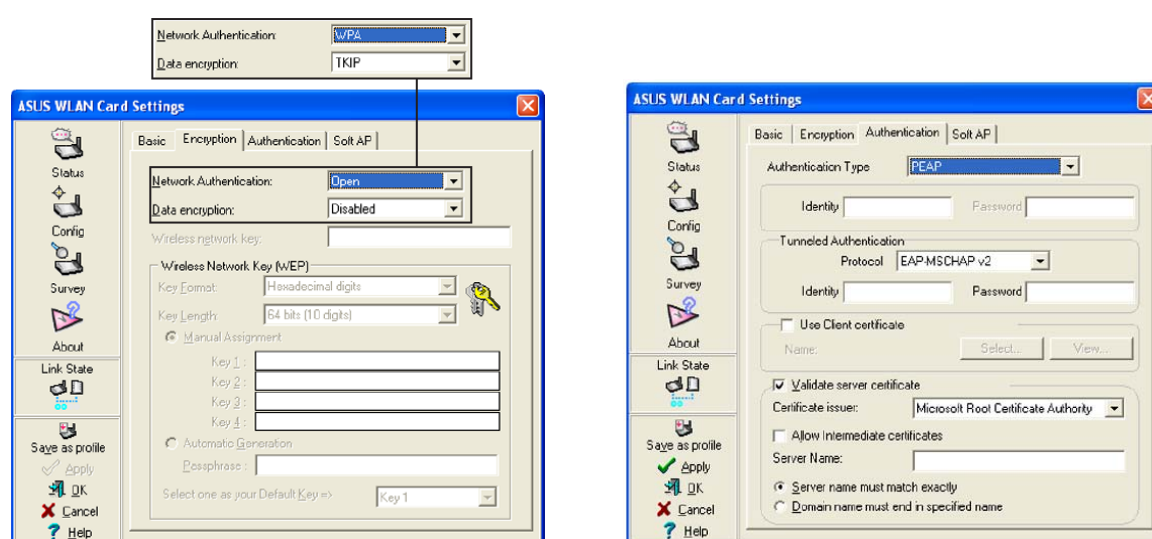 Network Authentication: WPA
Data encryption: TKIP
ASUS WLAN Card Settings
Status
Config
Survey
About
Link State
Save as profile
Apply
OK
Cancel
Help
Basic Encryption Authentication Soft AP
Network Authentication: Open
Data encryption: Disabled
Wireless network key:
Wireless Network Key (WEP)
Key Format: Hexadecimal digits
Key Length: 64 bits (10 digits)
Manual Assignment
Key 1 :
Key 2 :
Key 3 :
Key 4 :
Automatic Generation
Passphrase :
Select one as your Default Key => Key 1
ASUS WLAN Card Settings
Status
Config
Survey
About
Link State
Save as profile
Apply
OK
Cancel
Help
Basic Encryption Authentication Soft AP
Authentication Type PEAP
Identity Password
Tunneled Authentication
Protocol EAP-MSCHAP v2
Identity Password
Use Client certificate
Name: Select... View...
Validate server certificate
Certificate issuer: Microsoft Root Certificate Authority
Allow Intermediate certificates
Server Name:
Server name must match exactly
Domain name must end in specified name